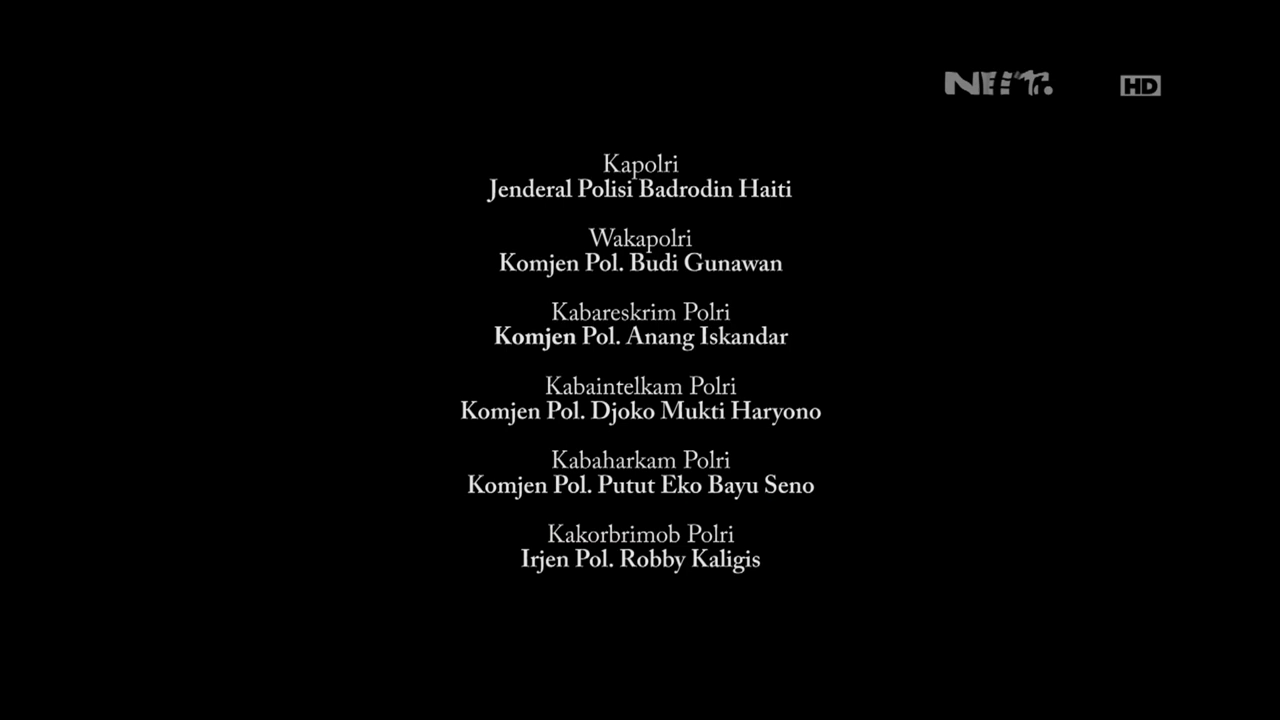 HD
Kapolri
Jenderal Polisi Badrodin Haiti
Wakapolri
Komjen Pol. Budi Gunawan
Kabareskrim Polri
Komjen Pol. Anang Iskandar
Kabaintelkam Polri
Komjen Pol. Djoko Mukti Haryono
Kabaharkam Polri
Komjen Pol. Putut Eko Bayu Seno
Kakorbrimob Polri
Irjen Pol. Robby Kaligis